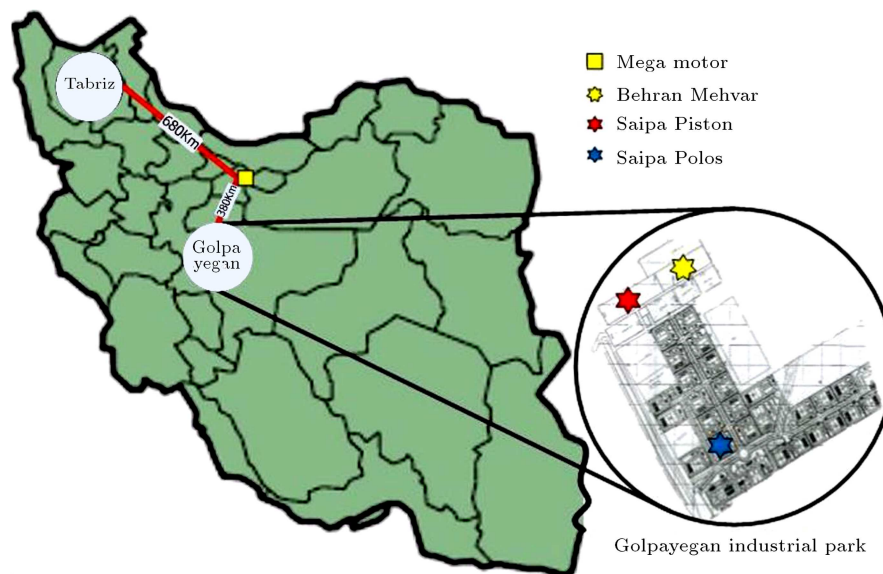 Tabriz
680Km
380Km
Golpa
yegan
Mega motor
Behran Mehvar
Saipa Piston
Saipa Polos
Golpayegan industrial park